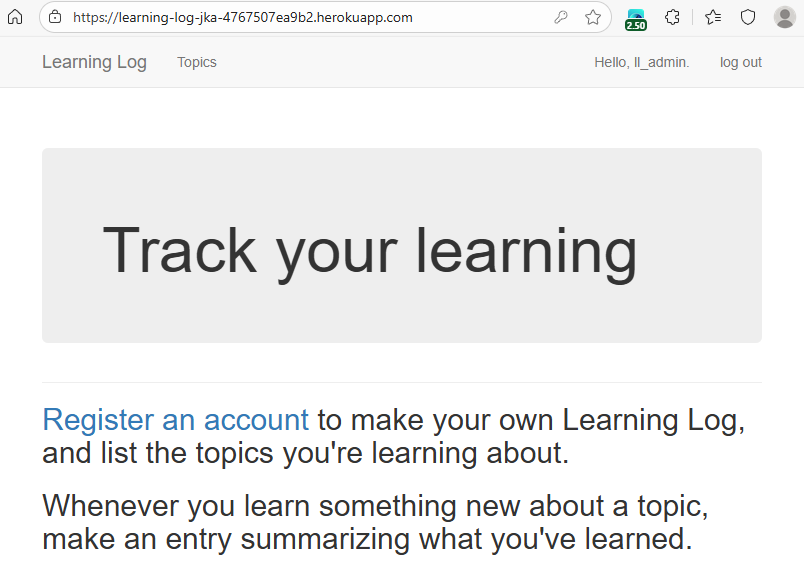 https://learning-log-jka-4767507ea9b2.herokuapp.com
2.50
Learning Log Topics Hello, ll_admin. log out
Track your learning
Register an account to make your own Learning Log,
and list the topics you're learning about.
Whenever you learn something new about a topic,
make an entry summarizing what you've learned.